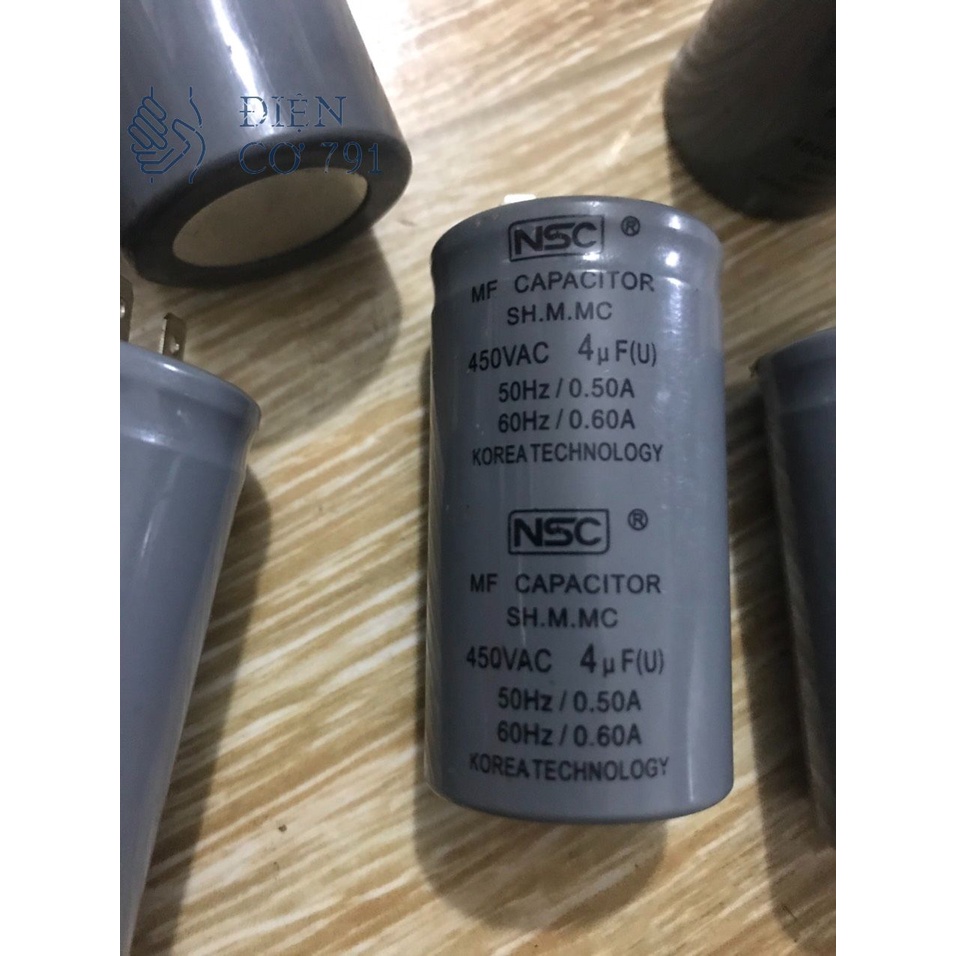 ĐIỆN
CƠ 791
NSC ®
MF CAPACITOR
SH.M.MC
450VAC 4μF(U)
50Hz / 0.50A
60Hz / 0.60A
KOREA TECHNOLOGY
NSC ®
MF CAPACITOR
SH.M.MC
450VAC 4μF(U)
50Hz / 0.50A
60Hz / 0.60A
KOREA TECHNOLOGY